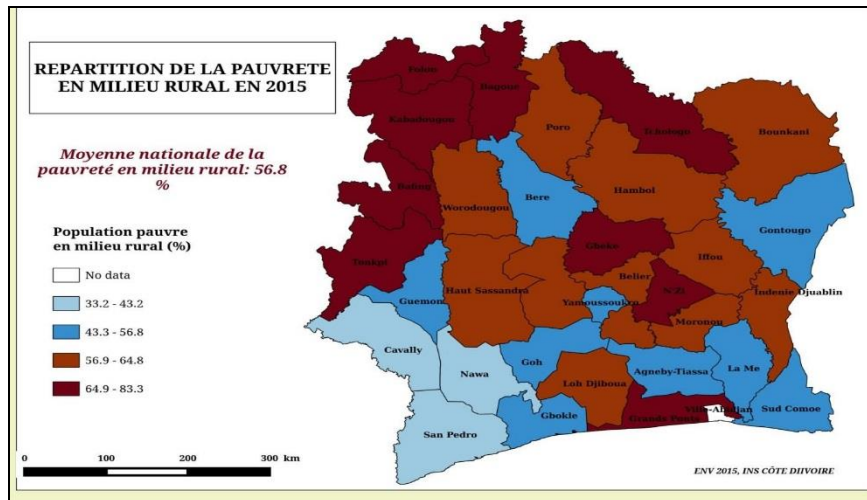 REPARTITION DE LA PAUVRETE
EN MILIEU RURAL EN 2015
Moyenne nationale de la
pauvreté en milieu rural: 56.8
%
Population pauvre
en milieu rural (%)
No data
33.2 - 43.2
43.3 - 56.8
56.9 - 64.8
64.9 - 83.3
Folon
Bagoue
Kabadougou
Poro
Tchologo
Bounkani
Bafing
Worodougou
Bere
Hambol
Gontougo
Tonkpi
Gbeke
Iffou
Guemon
Haut Sassandra
Belier
N'Zi
Indenie Djuablin
Yamoussoukro
Moronou
Cavally
Goh
Agneby-Tiassa
La Me
Nawa
Loh Djiboua
San Pedro
Gbokle
Grands Ponts
Ville-Abidjan
Sud Comoe
0 100 200 300 km
ENV 2015, INS CÔTE DIIVOIRE